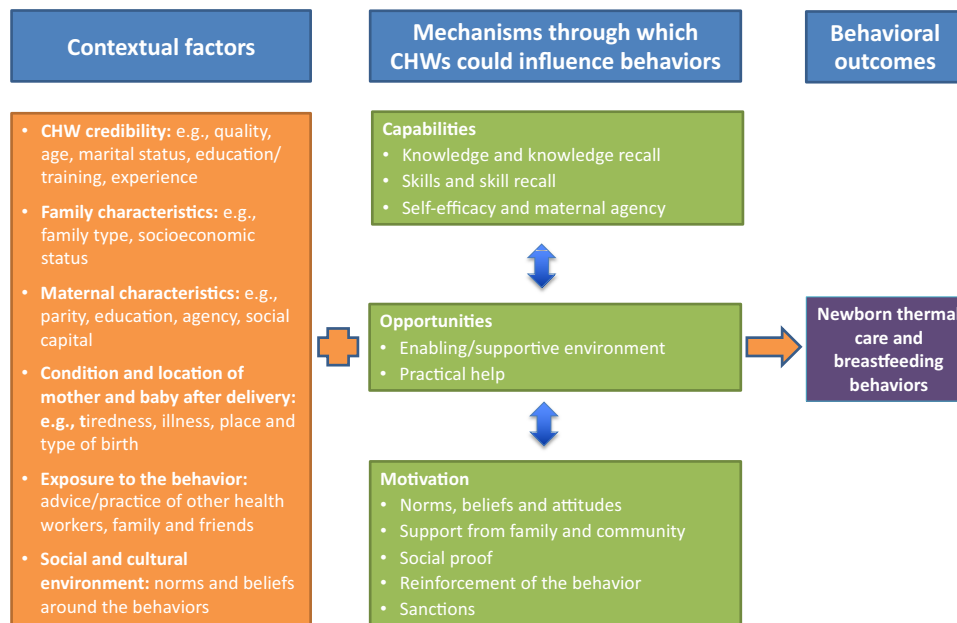 Contextual factors
Mechanisms through which
CHWs could influence behaviors
Behavioral
outcomes
• CHW credibility: e.g., quality,
age, marital status, education/
training, experience
• Family characteristics: e.g.,
family type, socioeconomic
status
• Maternal characteristics: e.g.,
parity, education, agency, social
capital
• Condition and location of
mother and baby after delivery:
e.g., tiredness, illness, place and
type of birth
• Exposure to the behavior:
advice/practice of other health
workers, family and friends
• Social and cultural
environment: norms and beliefs
around the behaviors
Capabilities
• Knowledge and knowledge recall
• Skills and skill recall
• Self-efficacy and maternal agency
Opportunities
• Enabling/supportive environment
• Practical help
Motivation
• Norms, beliefs and attitudes
• Support from family and community
• Social proof
• Reinforcement of the behavior
• Sanctions
Newborn thermal
care and
breastfeeding
behaviors